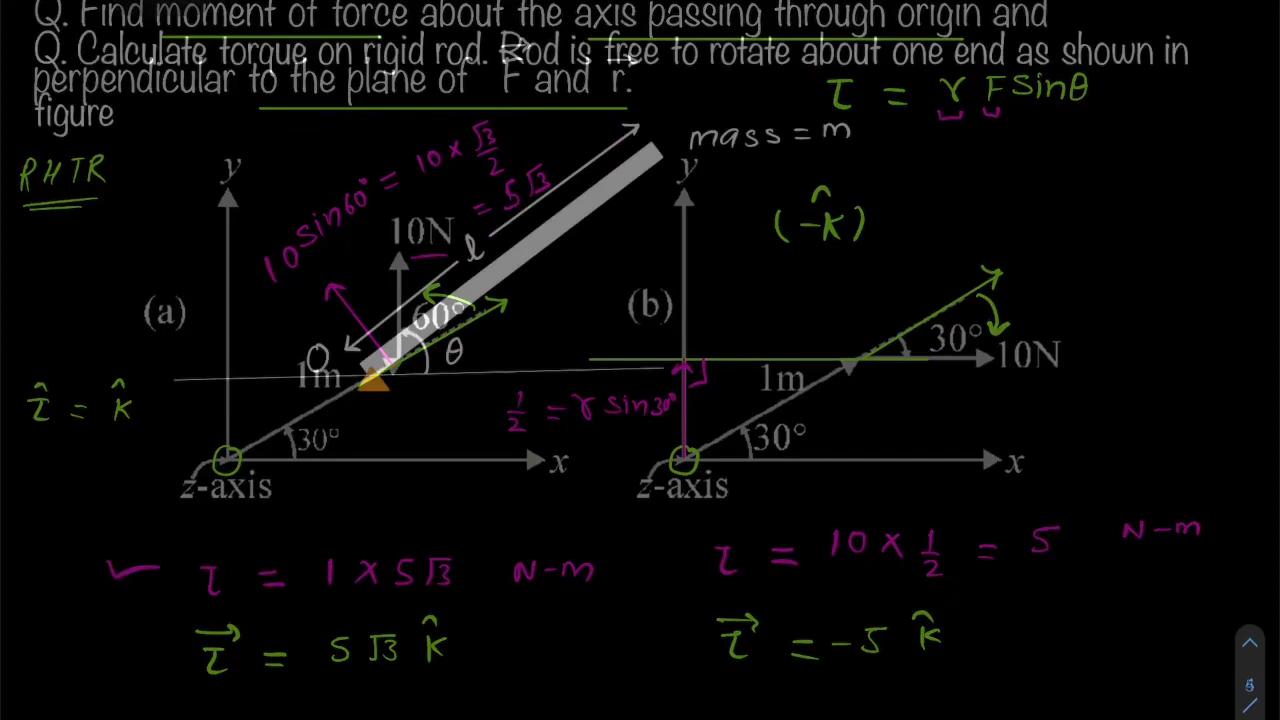 Q. Find moment of force about the axis passing through origin and
Q. Calculate torque on rigid rod. Rod is free to rotate about one end as shown in
perpendicular to the plane of F and r.
figure
τ = r F sinθ
mass = m
RHTR
y
10 sin60° = 10 × √3/2
= 5√3
10N
l
(a)
60°
θ
O
1m
τ̂ = k̂
30°
x
z-axis
y
(-k̂)
(b)
30°
10N
1m
1/2 = r sin30°
30°
x
z-axis
τ = 1 × 5√3 N-m
τ⃗ = 5√3 k̂
τ = 10 × 1/2 = 5 N-m
τ⃗ = -5 k̂
6